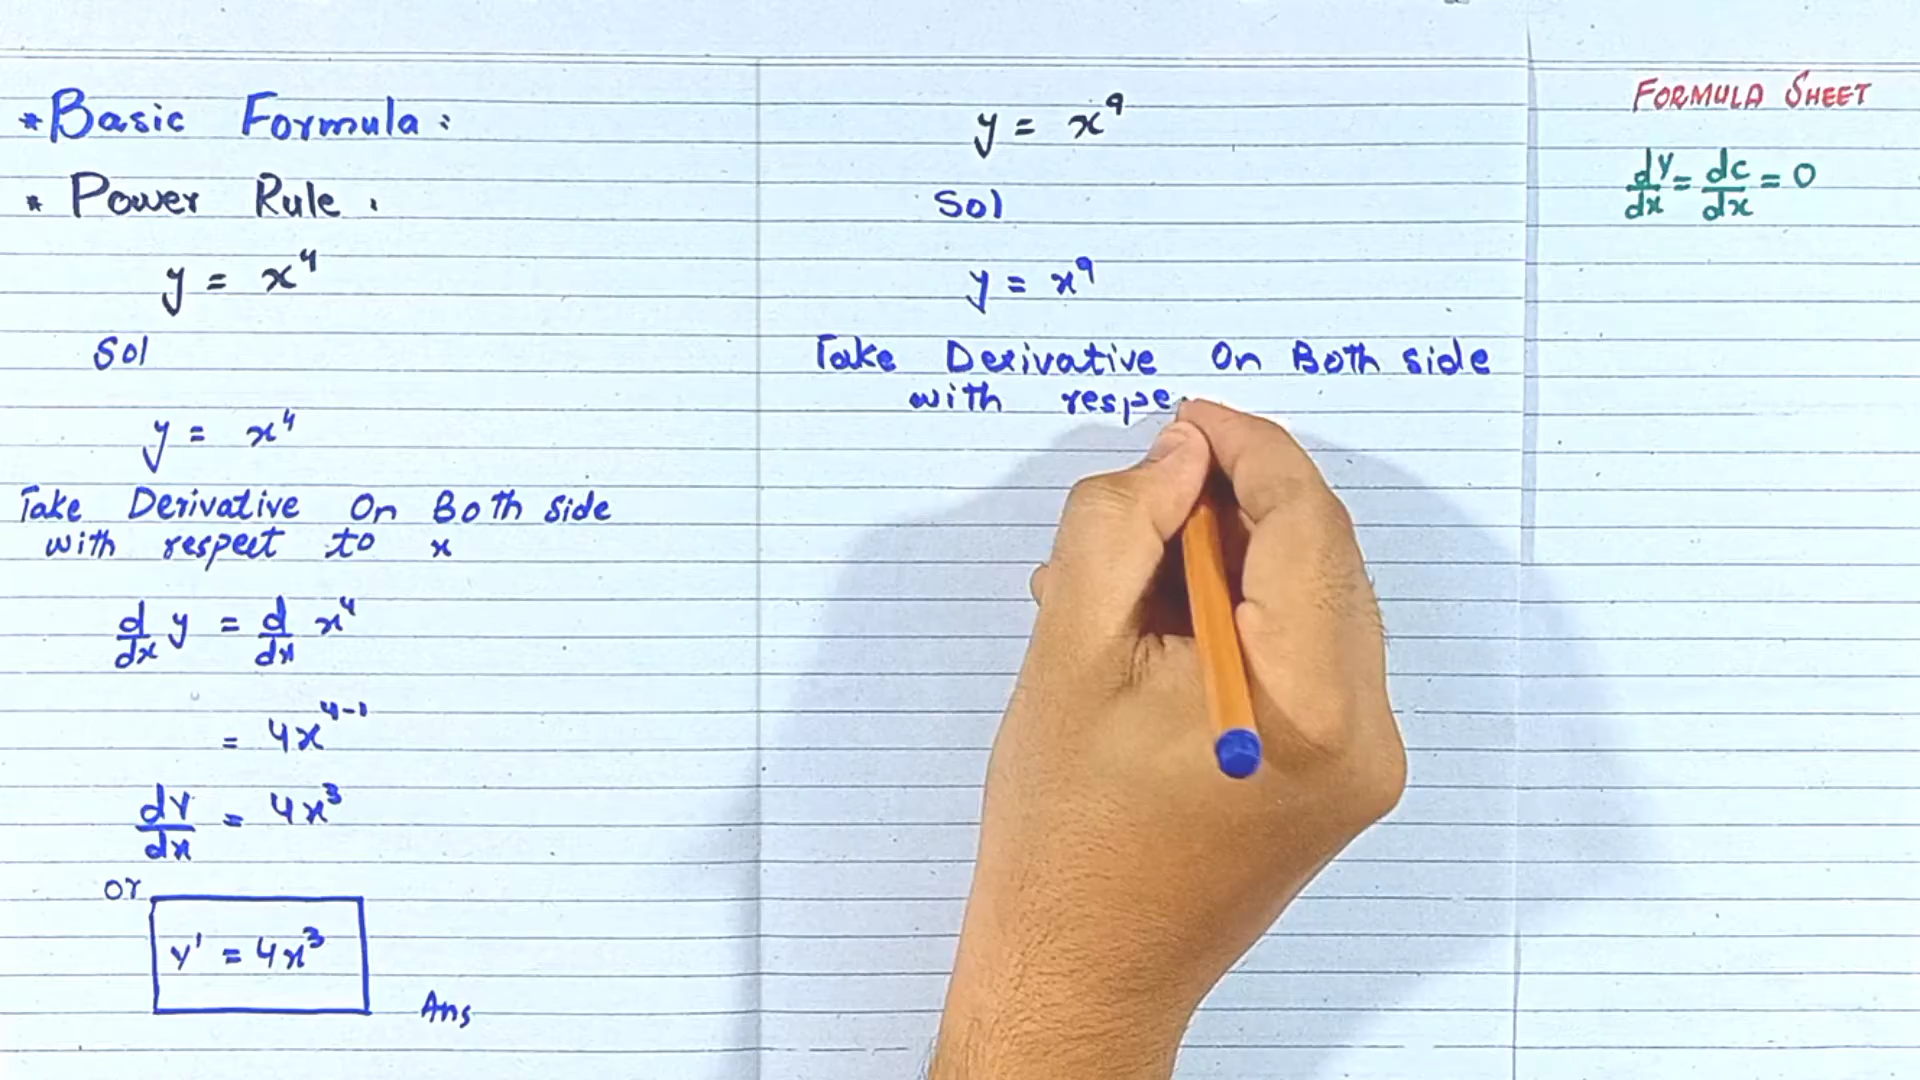 * Basic Formula :
* Power Rule .
y = x⁴
Sol
y = x⁴
Take Derivative On Both side
with respect to x
d/dx y = d/dx x⁴
= 4x⁴⁻¹
dy/dx = 4x³
or
y' = 4x³
Ans
y = x⁹
Sol
y = x⁹
Take Derivative On Both side
with respe
FORMULA SHEET
dy/dx = dc/dx = 0